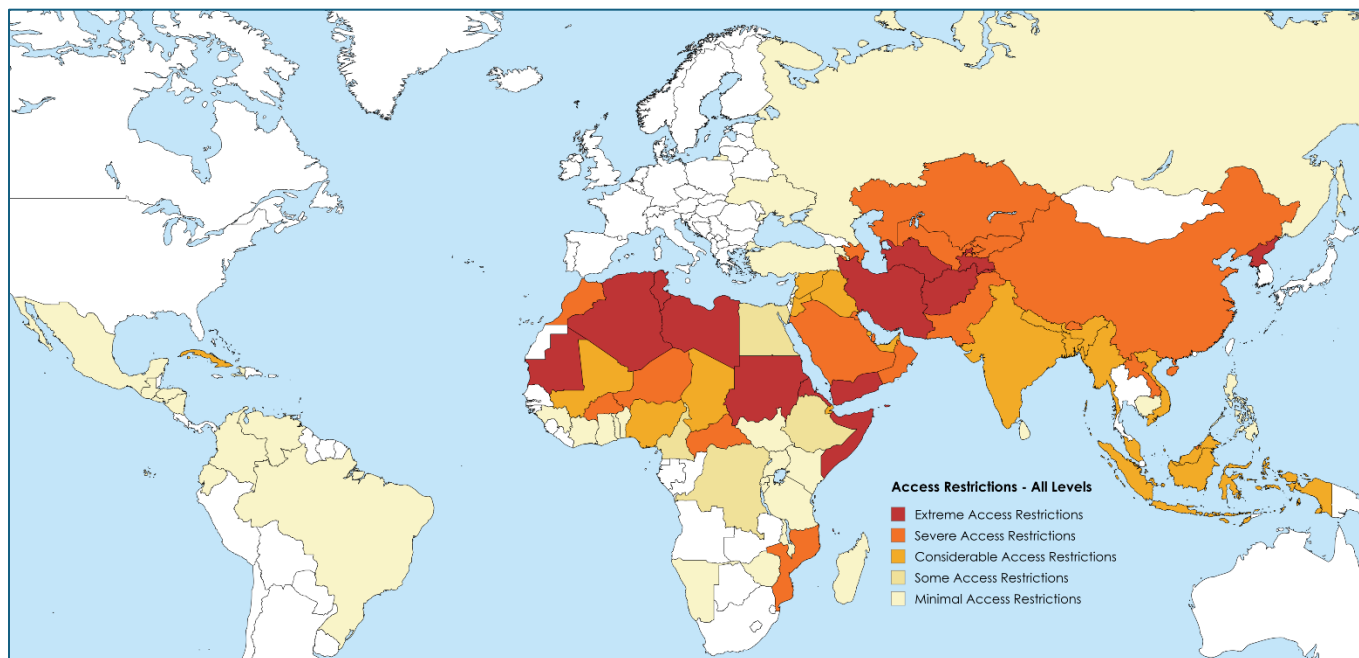 Access Restrictions - All Levels
Extreme Access Restrictions
Severe Access Restrictions
Considerable Access Restrictions
Some Access Restrictions
Minimal Access Restrictions